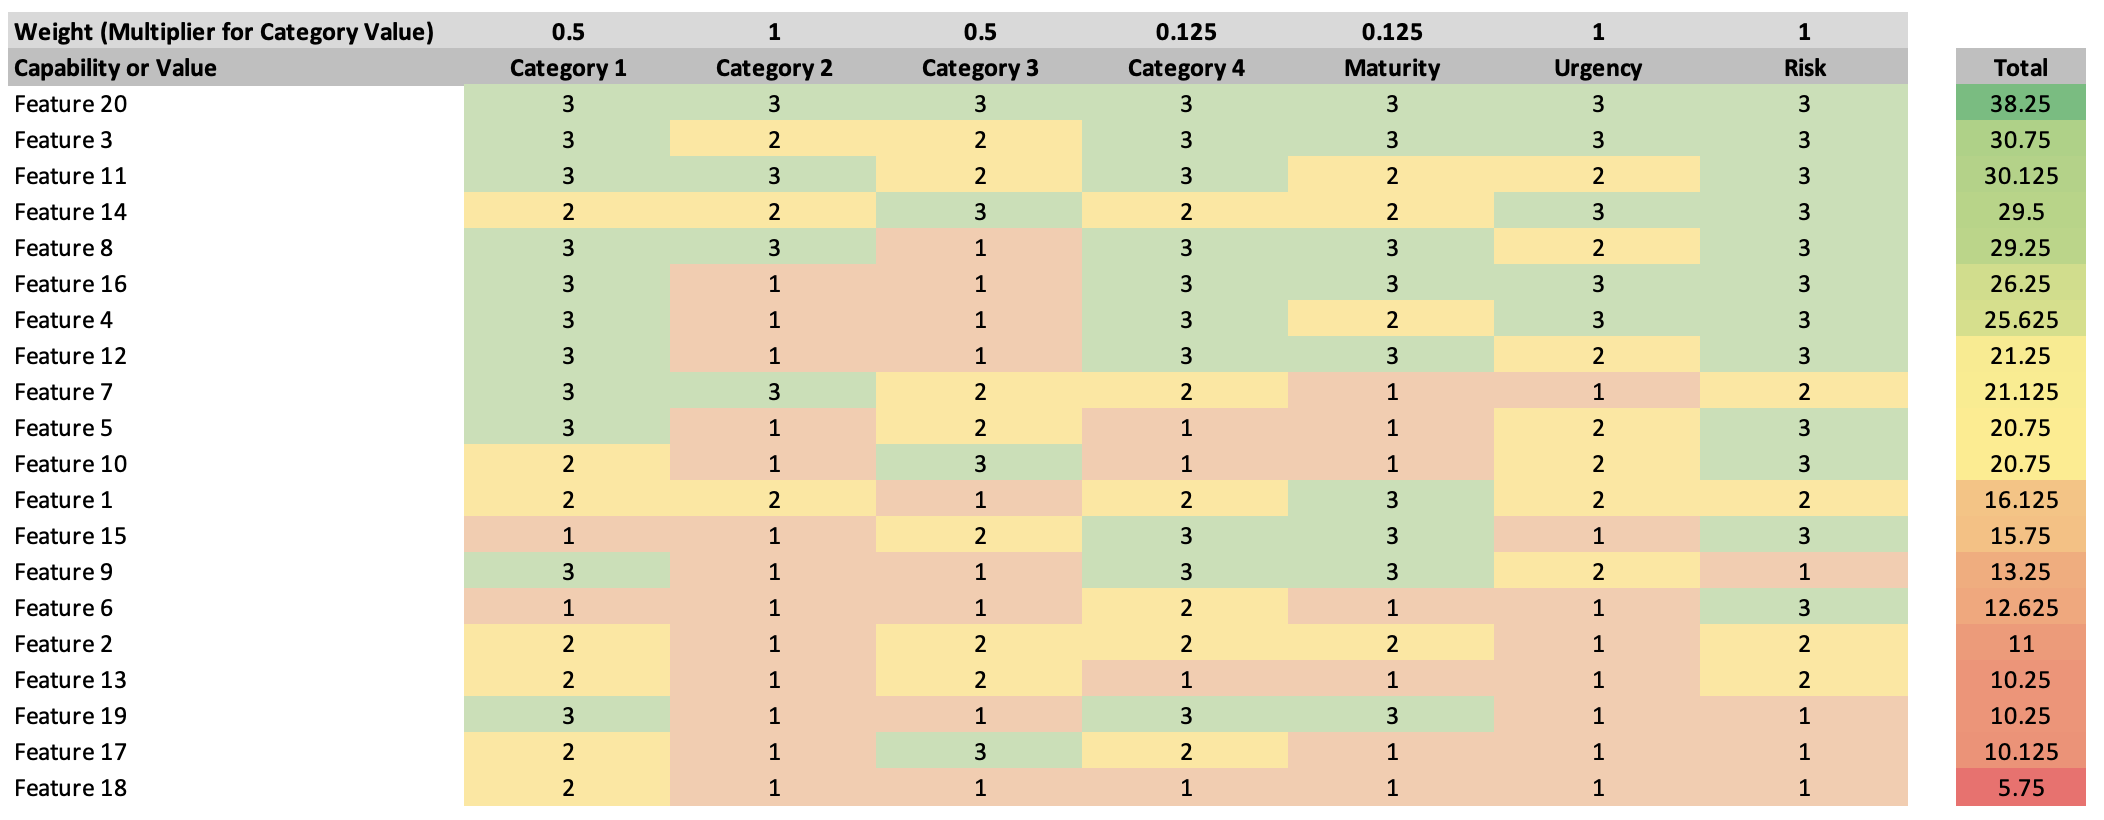 Weight (Multiplier for Category Value) 0.5 1 0.5 0.125 0.125 1 1
Capability or Value Category 1 Category 2 Category 3 Category 4 Maturity Urgency Risk Total
Feature 20 3 3 3 3 3 3 3 38.25
Feature 3 3 2 2 3 3 3 3 30.75
Feature 11 3 3 2 3 2 2 3 30.125
Feature 14 2 2 3 2 2 3 3 29.5
Feature 8 3 3 1 3 3 2 3 29.25
Feature 16 3 1 1 3 3 3 3 26.25
Feature 4 3 1 1 3 2 3 3 25.625
Feature 12 3 1 1 3 3 2 3 21.25
Feature 7 3 3 2 2 1 1 2 21.125
Feature 5 3 1 2 1 1 2 3 20.75
Feature 10 2 1 3 1 1 2 3 20.75
Feature 1 2 2 1 2 3 2 2 16.125
Feature 15 1 1 2 3 3 1 3 15.75
Feature 9 3 1 1 3 3 2 1 13.25
Feature 6 1 1 1 2 1 1 3 12.625
Feature 2 2 1 2 2 2 1 2 11
Feature 13 2 1 2 1 1 1 2 10.25
Feature 19 3 1 1 3 3 1 1 10.25
Feature 17 2 1 3 2 1 1 1 10.125
Feature 18 2 1 1 1 1 1 1 5.75